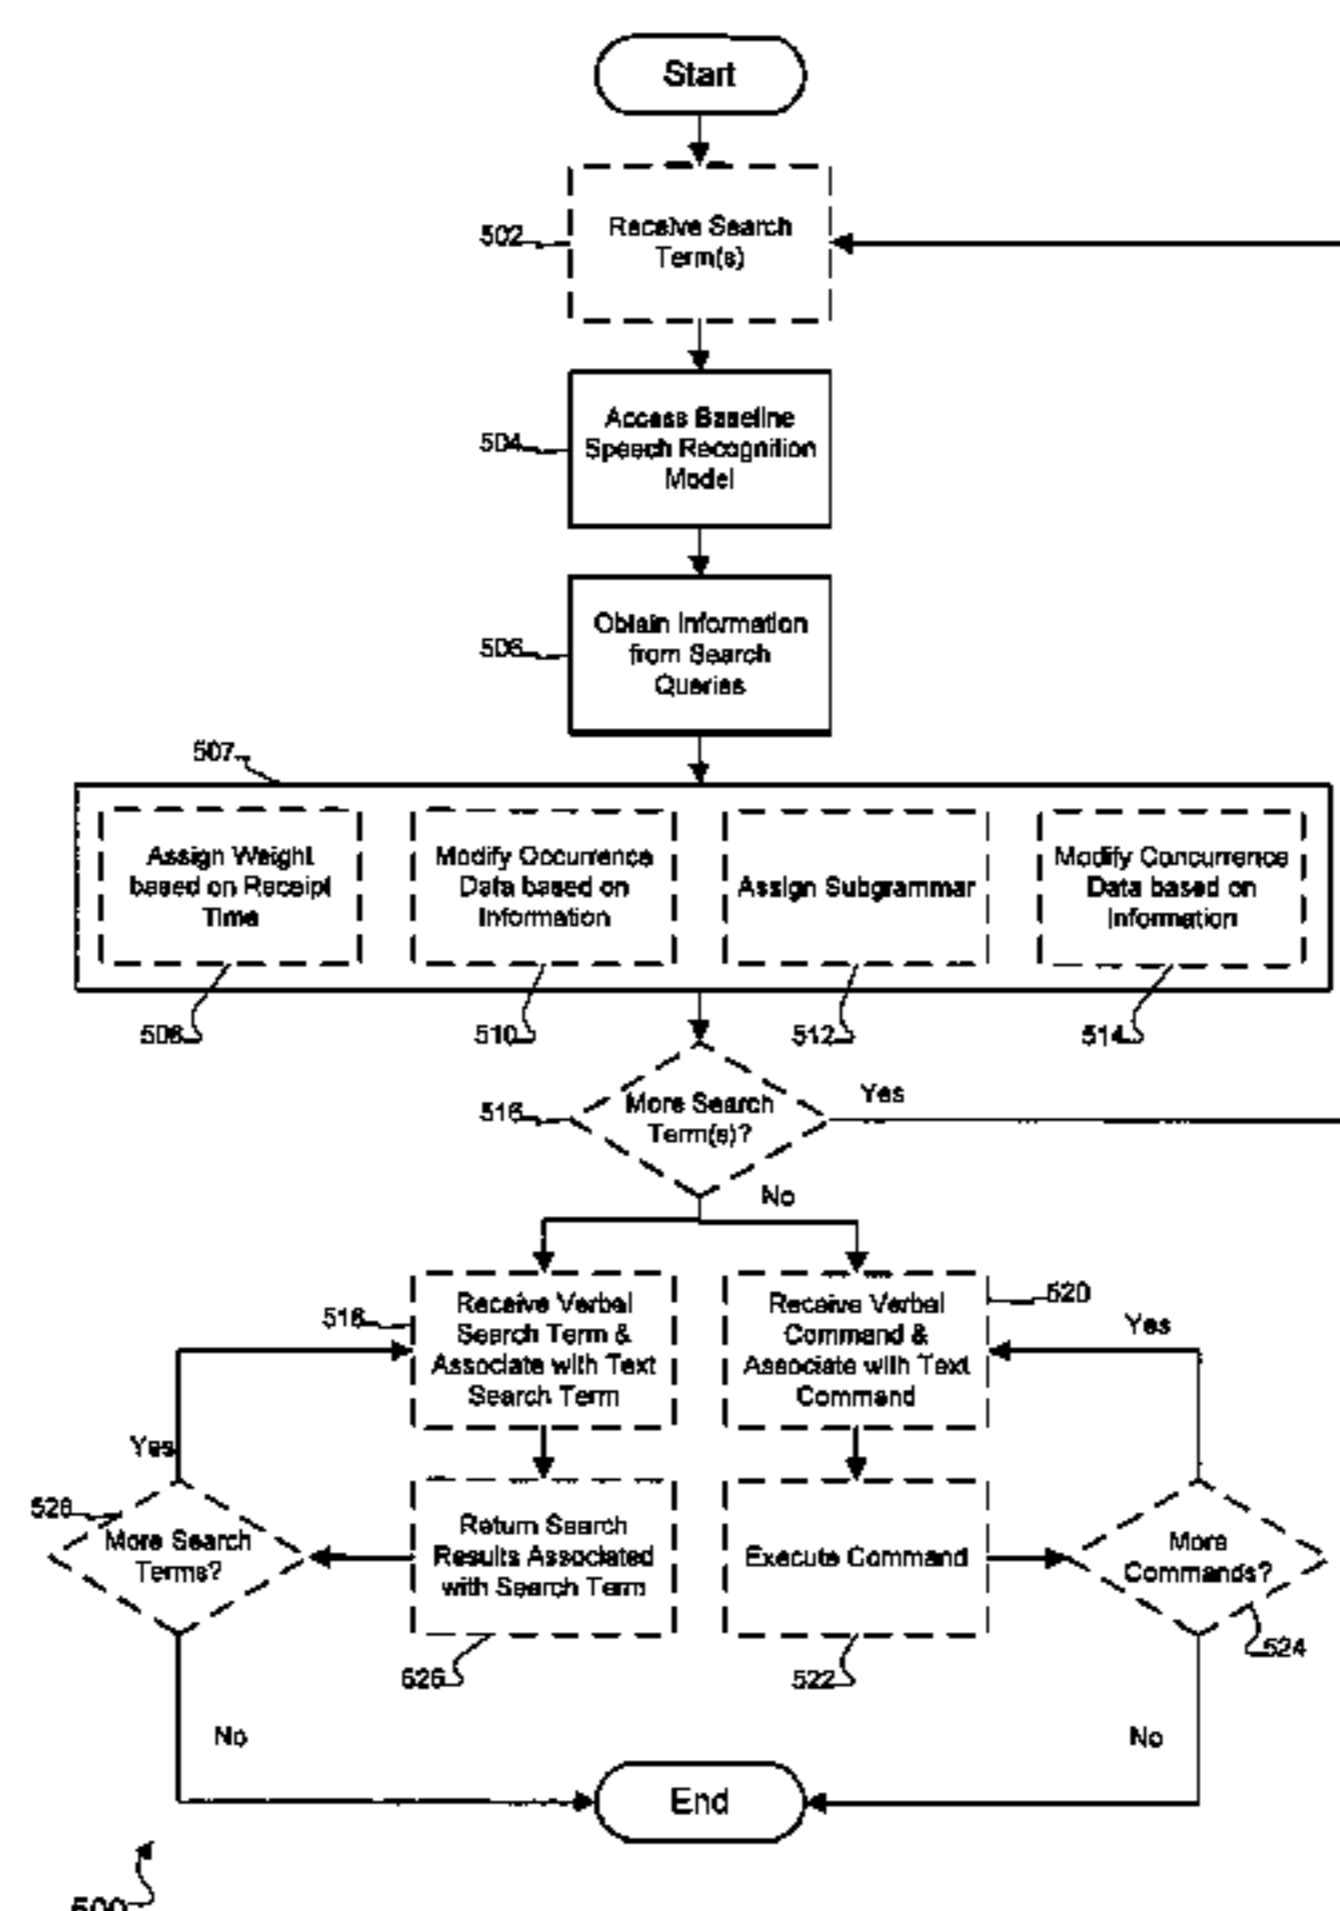 Start
502
Receive Search
Term(s)
504
Access Baseline
Speech Recognition
Model
506
Obtain Information
from Search
Queries
507
Assign Weight
based on Receipt
Time
Modify Occurrence
Data based on
Information
Assign Subgrammar
Modify Concurrence
Data based on
Information
508
510
512
514
516
More Search
Term(s)?
Yes
No
518
Receive Verbal
Search Term &
Associate with Text
Search Term
Receive Verbal
Command &
Associate with Text
Command
520
Yes
Yes
528
More Search
Terms?
Return Search
Results Associated
with Search Term
Execute Command
More
Commands?
526
522
524
No
No
End
500